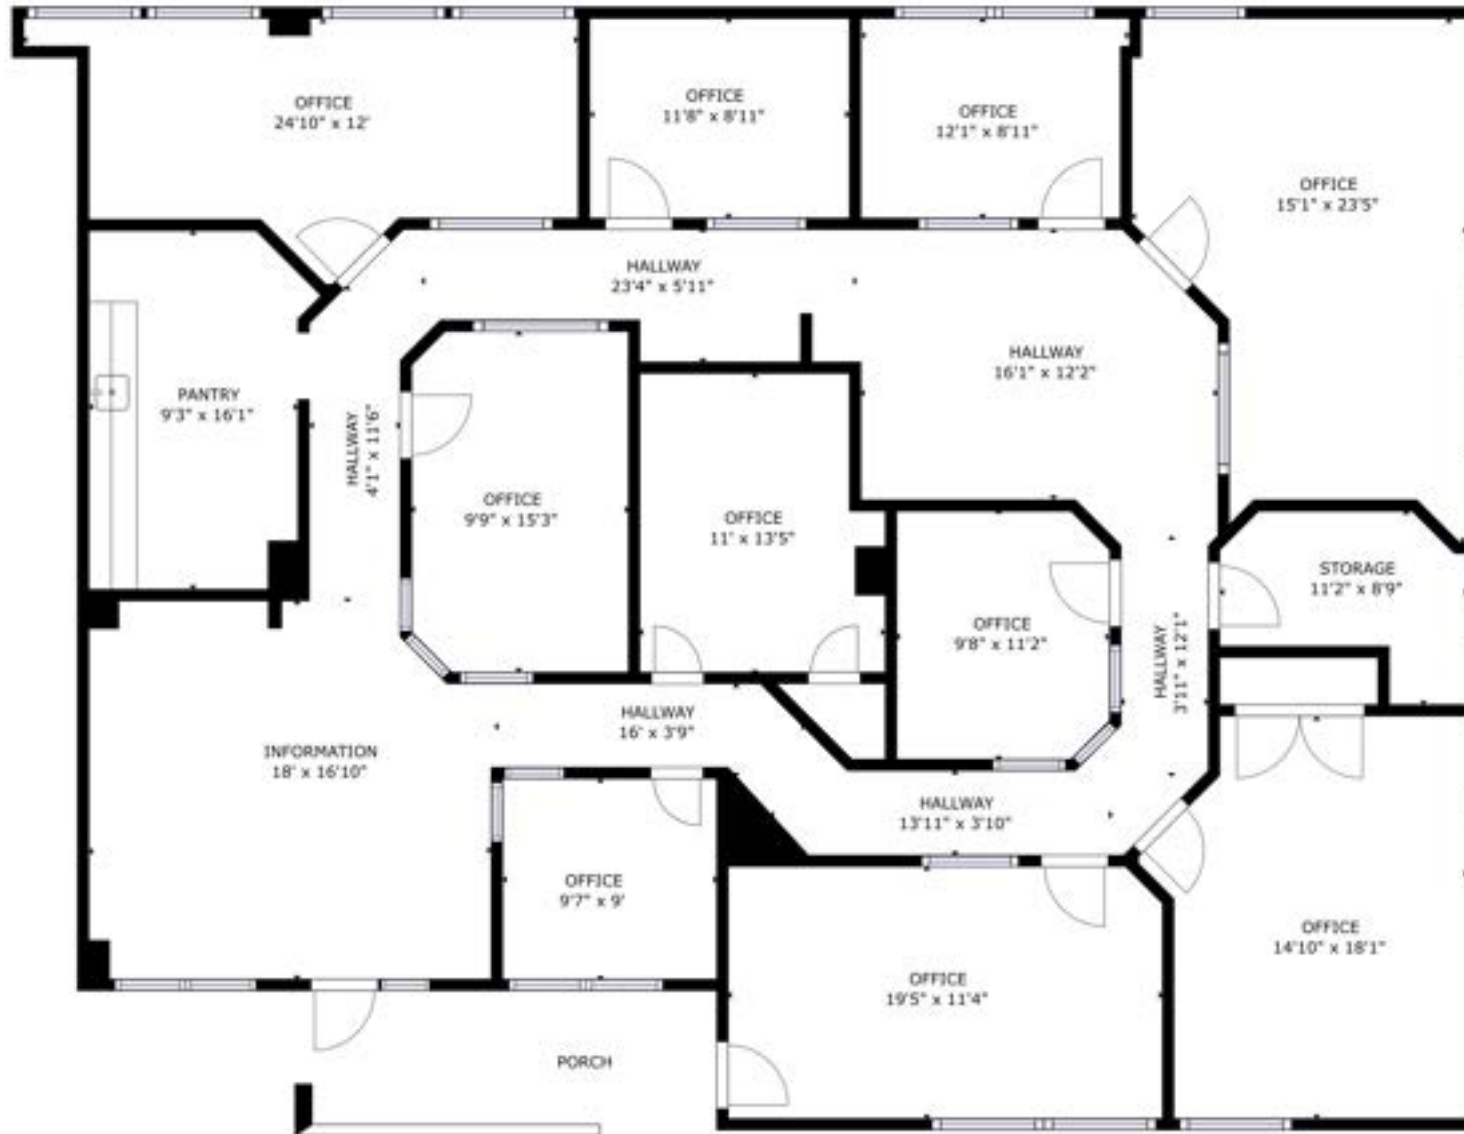 OFFICE
24'10" x 12'
OFFICE
11'8" x 8'11"
OFFICE
12'1" x 8'11"
OFFICE
15'1" x 23'5"
HALLWAY
23'4" x 5'11"
HALLWAY
16'1" x 12'2"
PANTRY
9'3" x 16'1"
HALLWAY
4'1" x 11'6"
OFFICE
9'9" x 15'3"
OFFICE
11' x 13'5"
STORAGE
11'2" x 8'9"
OFFICE
9'8" x 11'2"
HALLWAY
3'11" x 12'1"
HALLWAY
16' x 3'9"
INFORMATION
18' x 16'10"
HALLWAY
13'11" x 3'10"
OFFICE
9'7" x 9'
OFFICE
14'10" x 18'1"
OFFICE
19'5" x 11'4"
PORCH